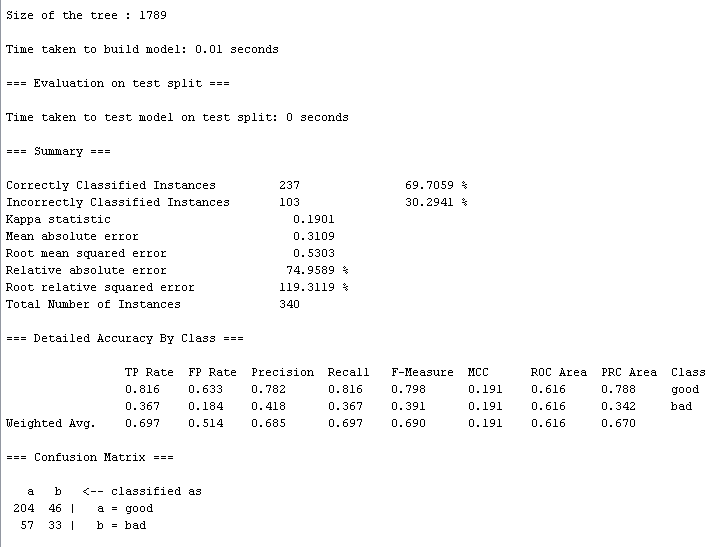 Size of the tree : 1789
Time taken to build model: 0.01 seconds
=== Evaluation on test split ===
Time taken to test model on test split: 0 seconds
=== Summary ===
Correctly Classified Instances         237               69.7059 %
Incorrectly Classified Instances       103               30.2941 %
Kappa statistic                          0.1901
Mean absolute error                      0.3109
Root mean squared error                  0.5303
Relative absolute error                 74.9589 %
Root relative squared error            119.3119 %
Total Number of Instances              340
=== Detailed Accuracy By Class ===
                 TP Rate  FP Rate  Precision  Recall   F-Measure  MCC      ROC Area  PRC Area  Class
                 0.816    0.633    0.782      0.816    0.798      0.191    0.616     0.788     good
                 0.367    0.184    0.418      0.367    0.391      0.191    0.616     0.342     bad
Weighted Avg.    0.697    0.514    0.685      0.697    0.690      0.191    0.616     0.670
=== Confusion Matrix ===
   a   b   <-- classified as
 204  46 |   a = good
  57  33 |   b = bad